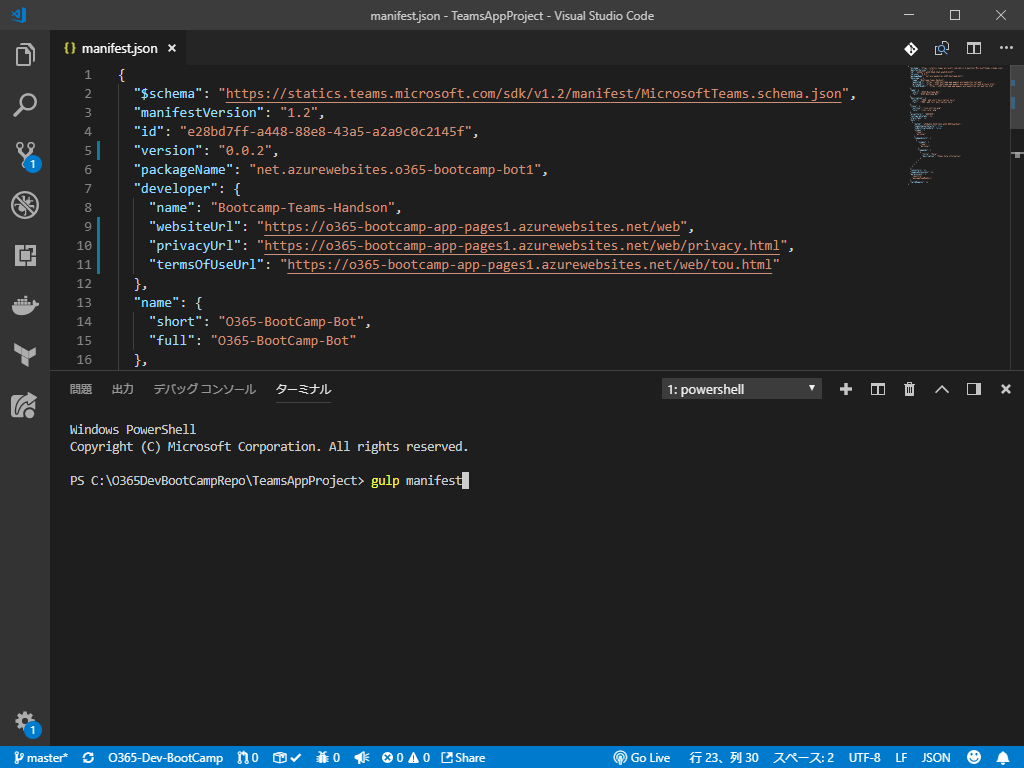 manifest.json - TeamsAppProject - Visual Studio Code
{} manifest.json ×
1 {
2 "$schema": "https://statics.teams.microsoft.com/sdk/v1.2/manifest/MicrosoftTeams.schema.json",
3 "manifestVersion": "1.2",
4 "id": "e28bd7ff-a448-88e8-43a5-a2a9c0c2145f",
5 "version": "0.0.2",
6 "packageName": "net.azurewebsites.o365-bootcamp-bot1",
7 "developer": {
8 "name": "Bootcamp-Teams-Handson",
9 "websiteUrl": "https://o365-bootcamp-app-pages1.azurewebsites.net/web",
10 "privacyUrl": "https://o365-bootcamp-app-pages1.azurewebsites.net/web/privacy.html",
11 "termsOfUseUrl": "https://o365-bootcamp-app-pages1.azurewebsites.net/web/tou.html"
12 },
13 "name": {
14 "short": "O365-BootCamp-Bot",
15 "full": "O365-BootCamp-Bot"
16 },
1
問題 出力 デバッグ コンソール ターミナル 1: powershell
Windows PowerShell
Copyright (C) Microsoft Corporation. All rights reserved.
PS C:\O365DevBootCampRepo\TeamsAppProject> gulp manifest
1
master* O365-Dev-BootCamp 0 0 0 0 Share Go Live 行 23、列 30 スペース: 2 UTF-8 LF JSON